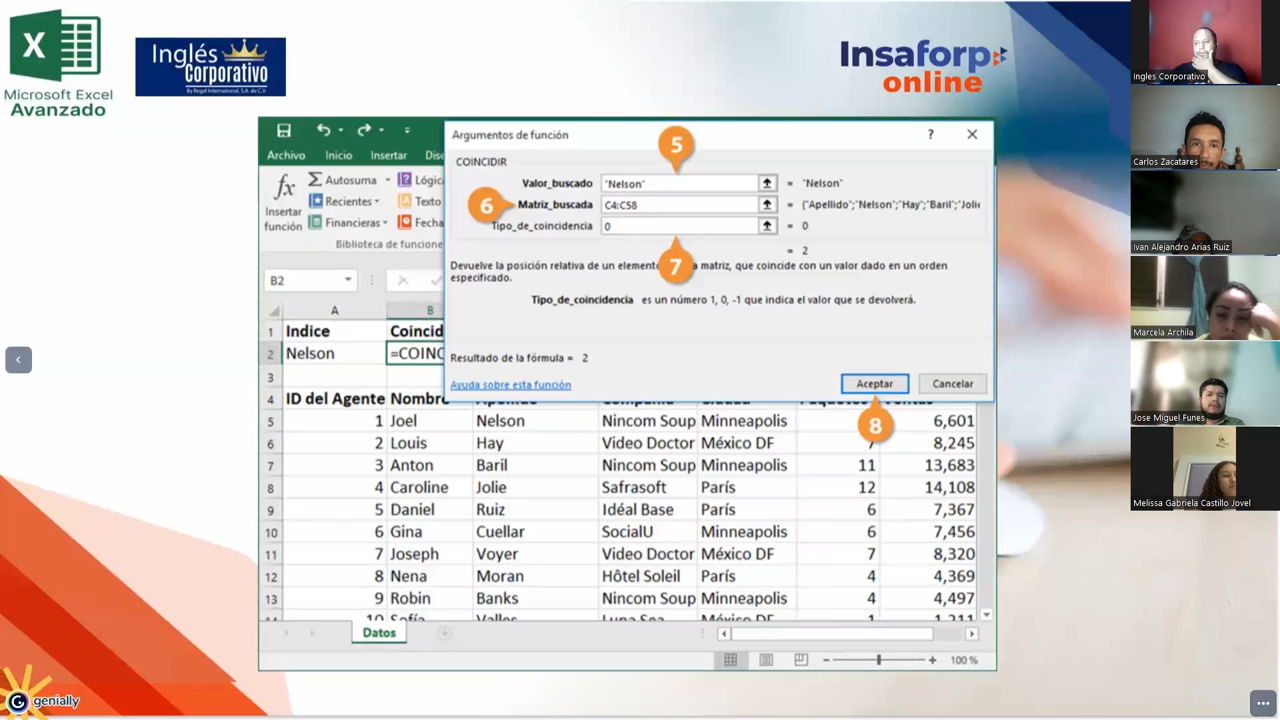 X
Microsoft Excel
Avanzado
Inglés
Corporativo
By Regal International, S.A. de C.V.
Insaforp
online
Archivo Inicio Insertar
fx
Insertar
función
Autosuma
Recientes
Financieras
Texto
Fecha
Biblioteca de funcione
Argumentos de función
? X
COINCIDIR
5
Valor_buscado "Nelson" = "Nelson"
6
Matriz_buscada C4:C58 = {"Apellido";"Nelson";"Hay";"Baril";"Jolie
Tipo_de_coincidencia 0 = 0
= 2
7
Devuelve la posición relativa de un elemento matriz, que coincide con un valor dado en un orden
especificado.
Tipo_de_coincidencia es un número 1, 0, -1 que indica el valor que se devolverá.
Resultado de la fórmula = 2
Ayuda sobre esta función
Aceptar Cancelar
8
B2
A B
1 Indice Coincid
2 Nelson =COINC
3
4 ID del Agente Nombre
5 1 Joel Nelson Nincom Soup Minneapolis 6,601
6 2 Louis Hay Video Doctor México DF 7 8,245
7 3 Anton Baril Nincom Soup Minneapolis 11 13,683
8 4 Caroline Jolie Safrasoft París 12 14,108
9 5 Daniel Ruiz Idéal Base París 6 7,367
10 6 Gina Cuellar SocialU Minneapolis 6 7,456
11 7 Joseph Voyer Video Doctor México DF 7 8,320
12 8 Nena Moran Hôtel Soleil París 4 4,369
13 9 Robin Banks Nincom Soup Minneapolis 4 4,497
Datos
100 %
genially
Ingles Corporativo
Carlos Zacatares
Ivan Alejandro Arias Ruiz
Marcela Archila
Jose Miguel Funes
Melissa Gabriela Castillo Jovel